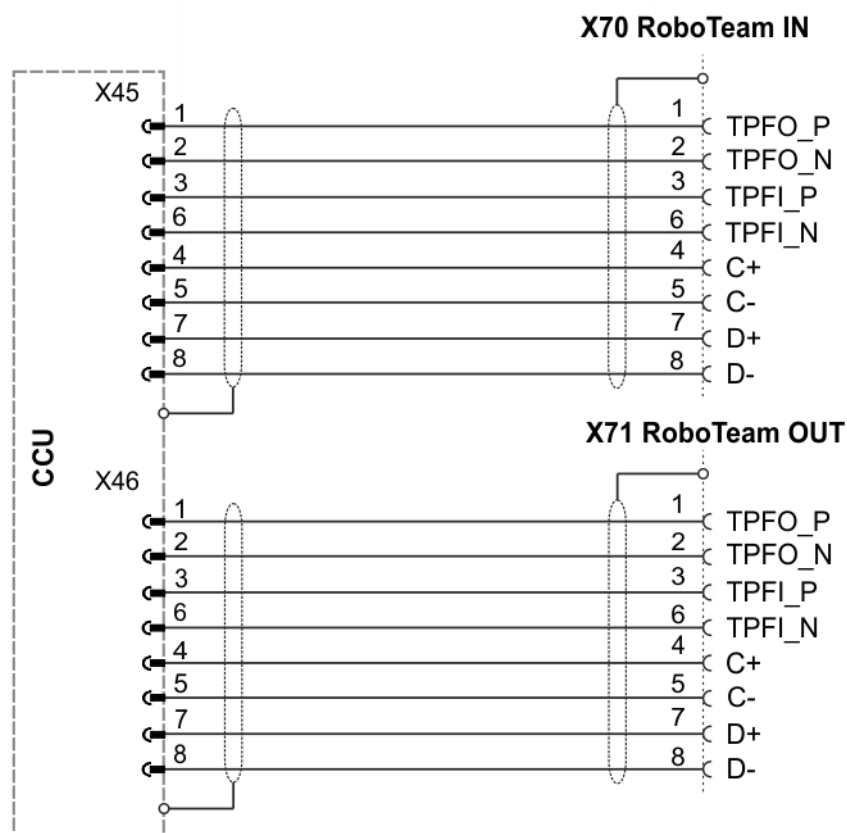 X70 RoboTeam IN
X45
1 1 TPFO_P
2 2 TPFO_N
3 3 TPFI_P
6 6 TPFI_N
4 4 C+
5 5 C-
7 7 D+
8 8 D-
CCU
X71 RoboTeam OUT
X46
1 1 TPFO_P
2 2 TPFO_N
3 3 TPFI_P
6 6 TPFI_N
4 4 C+
5 5 C-
7 7 D+
8 8 D-